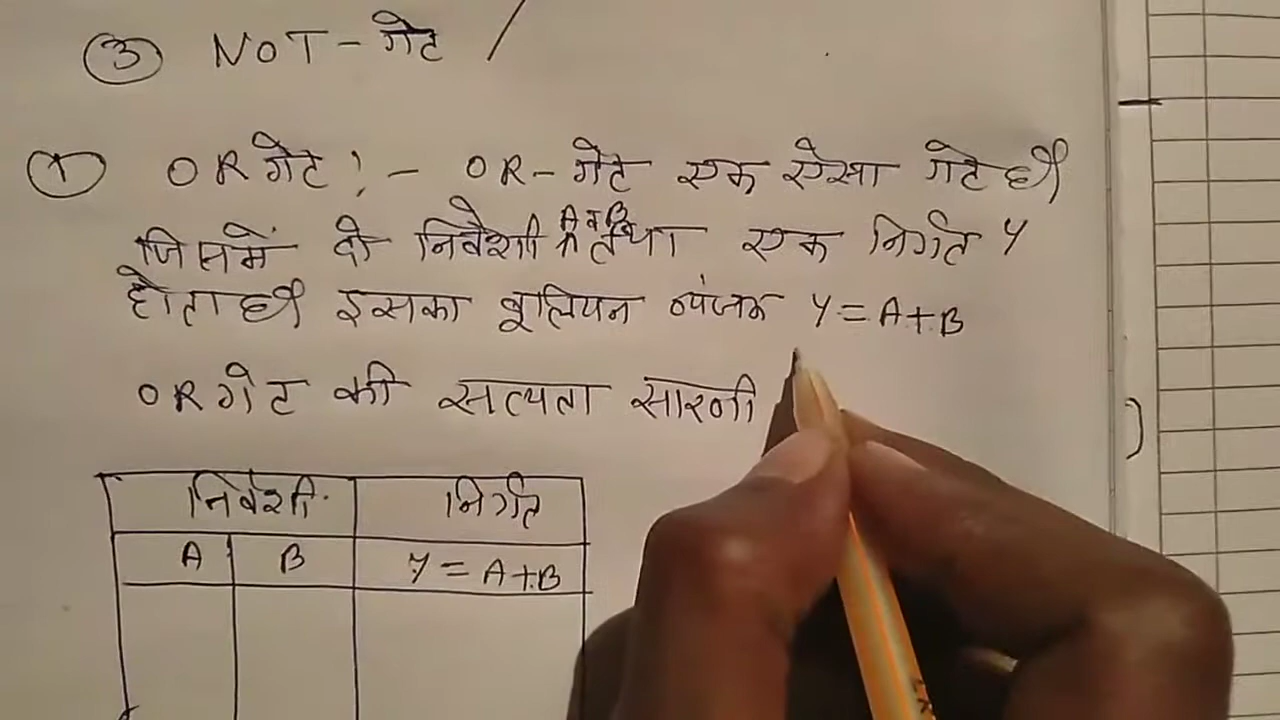 ③ NOT - गेट
① OR गेट :- OR - गेट एक ऐसा गेट है
जिसमें दो निवेशी A व B तथा एक निर्गत Y
होता है इसका बूलियन व्यंजक Y = A + B
OR गेट की सत्यता सारणी
निवेशी निर्गत
A B Y = A + B